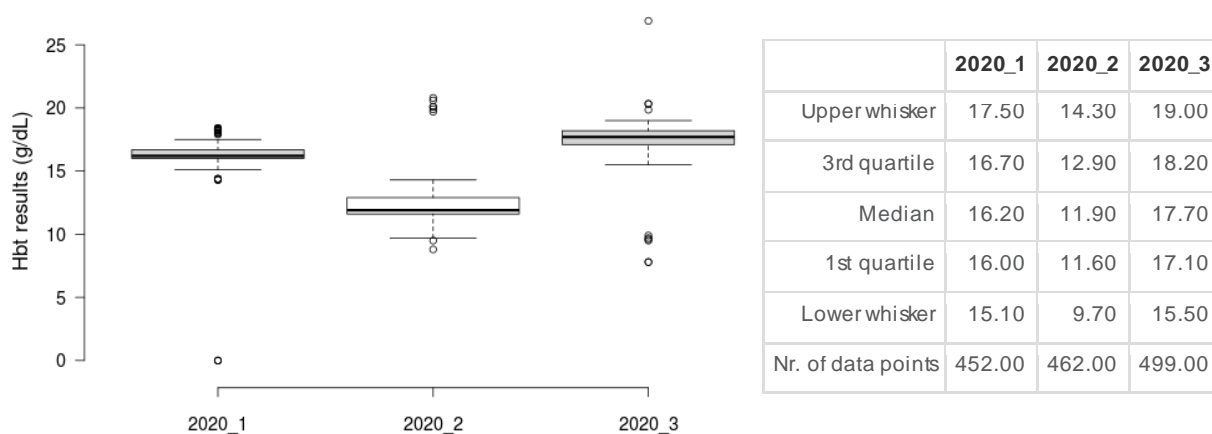 Hbt results (g/dL)
25
20
15
10
5
0
2020_1 2020_2 2020_3
2020_1 2020_2 2020_3
Upper whisker 17.50 14.30 19.00
3rd quartile 16.70 12.90 18.20
Median 16.20 11.90 17.70
1st quartile 16.00 11.60 17.10
Lower whisker 15.10 9.70 15.50
Nr. of data points 452.00 462.00 499.00